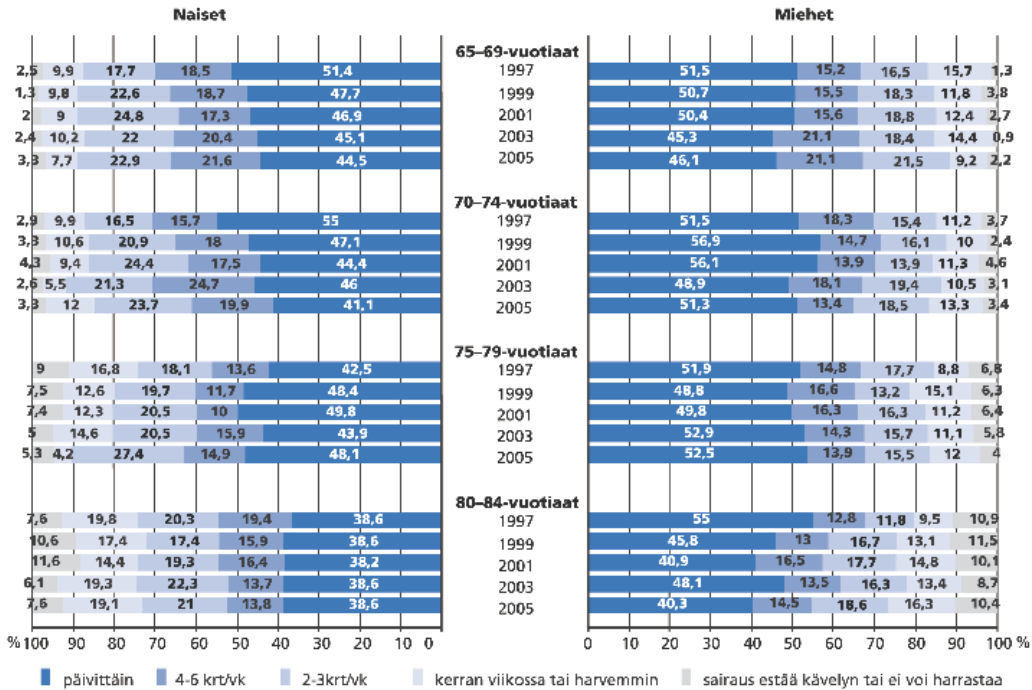 Naiset Miehet
65–69-vuotiaat
2,5 9,9 17,7 18,5 51,4 1997 51,5 15,2 16,5 15,7 1,3
1,3 9,8 22,6 18,7 47,7 1999 50,7 15,5 18,3 11,8 3,8
2 9 24,8 17,3 46,9 2001 50,4 15,6 18,8 12,4 2,7
2,4 10,2 22 20,4 45,1 2003 45,3 21,1 18,4 14,4 0,9
3,3 7,7 22,9 21,6 44,5 2005 46,1 21,1 21,5 9,2 2,2
70–74-vuotiaat
2,9 9,9 16,5 15,7 55 1997 51,5 18,3 15,4 11,2 3,7
3,3 10,6 20,9 18 47,1 1999 56,9 14,7 16,1 10 2,4
4,3 9,4 24,4 17,5 44,4 2001 56,1 13,9 13,9 11,3 4,6
2,6 5,5 21,3 24,7 46 2003 48,9 18,1 19,4 10,5 3,1
3,3 12 23,7 19,9 41,1 2005 51,3 13,4 18,5 13,3 3,4
75–79-vuotiaat
9 16,8 18,1 13,6 42,5 1997 51,9 14,8 17,7 8,8 6,8
7,5 12,6 19,7 11,7 48,4 1999 48,8 16,6 13,2 15,1 6,3
7,4 12,3 20,5 10 49,8 2001 49,8 16,3 16,3 11,2 6,4
5 14,6 20,5 15,9 43,9 2003 52,9 14,3 15,7 11,1 5,8
5,3 4,2 27,4 14,9 48,1 2005 52,5 13,9 15,5 12 4
80–84-vuotiaat
7,6 19,8 20,3 19,4 38,6 1997 55 12,8 11,8 9,5 10,9
10,6 17,4 17,4 15,9 38,6 1999 45,8 13 16,7 13,1 11,5
11,6 14,4 19,3 16,4 38,2 2001 40,9 16,5 17,7 14,8 10,1
6,1 19,3 22,3 13,7 38,6 2003 48,1 13,5 16,3 13,4 8,7
7,6 19,1 21 13,8 38,6 2005 40,3 14,5 18,6 16,3 10,4
% 100 90 80 70 60 50 40 30 20 10 0 0 10 20 30 40 50 60 70 80 90 100 %
päivittäin 4-6 krt/vk 2-3krt/vk kerran viikossa tai harvemmin sairaus estää kävelyn tai ei voi harrastaa